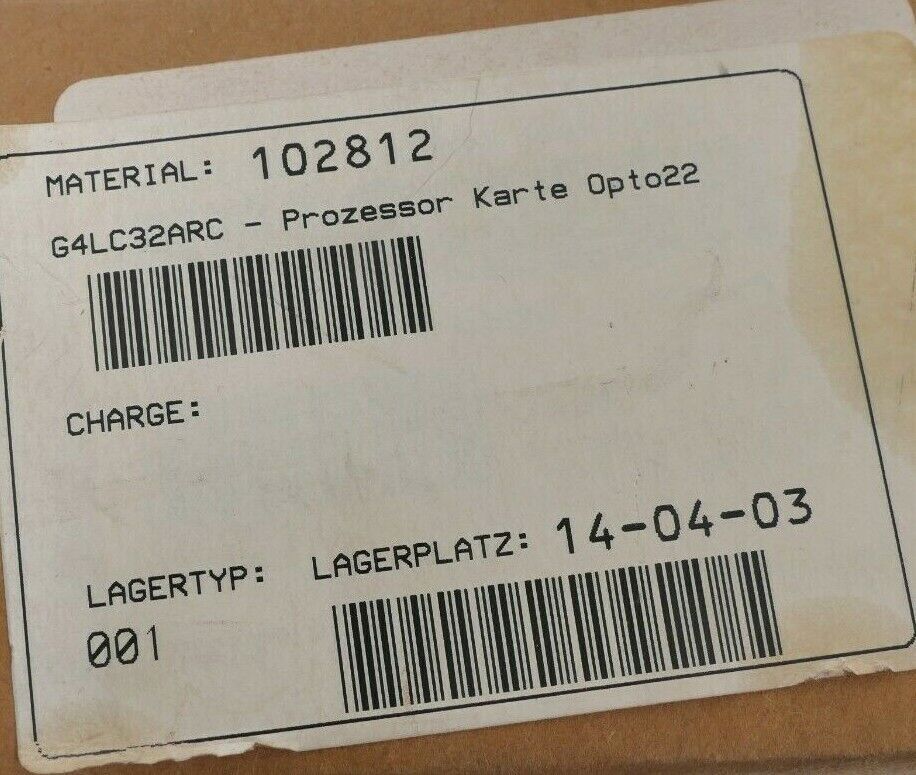 MATERIAL: 102812
G4LC32ARC - Prozessor Karte Opto22
CHARGE:
LAGERTYP: LAGERPLATZ: 14-04-03
001